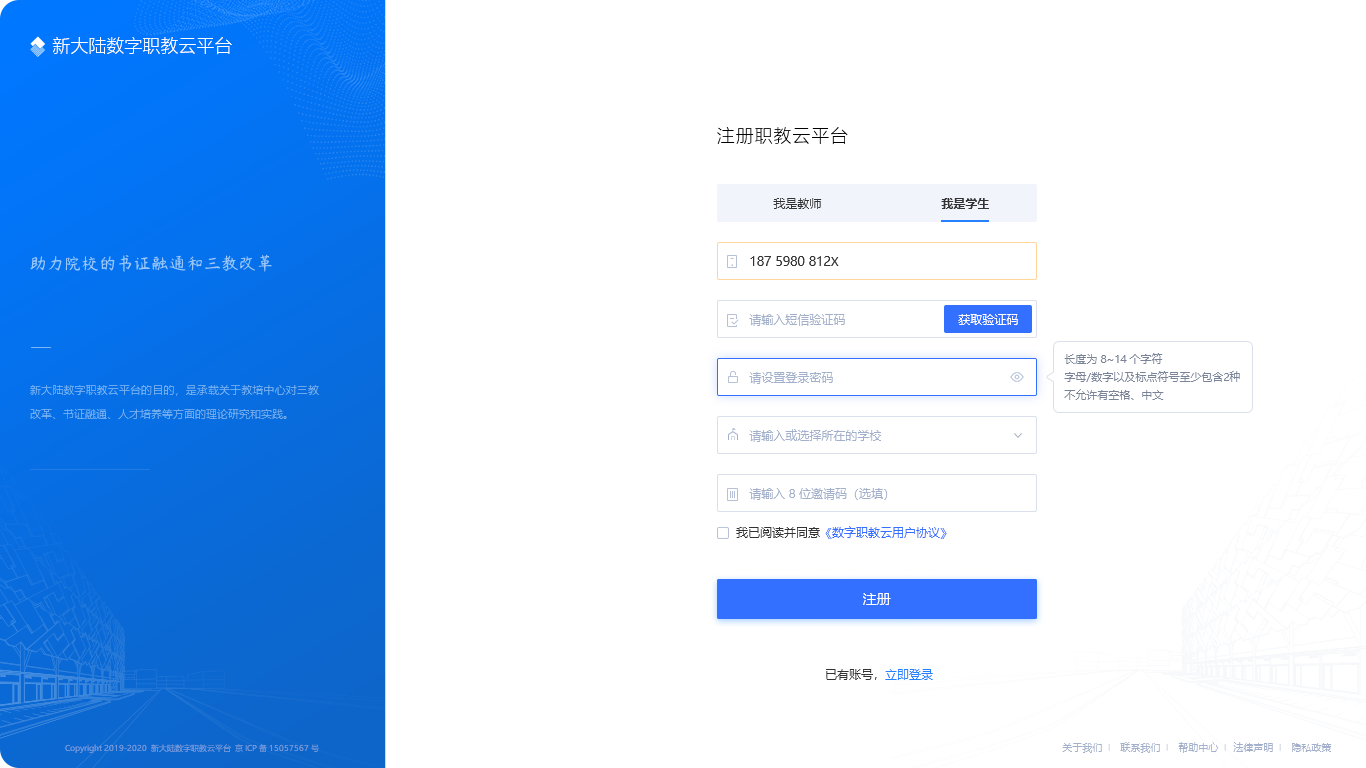 新大陆数字职教云平台
助力院校的书证融通和三教改革
新大陆数字职教云平台的目的，是承载关于教培中心对三教
改革、书证融通、人才培养等方面的理论研究和实践。
Copyright 2019-2020 新大陆数字职教云平台 京 ICP 备 15057567 号
注册职教云平台
我是教师 我是学生
187 5980 812X
请输入短信验证码 获取验证码
请设置登录密码
长度为 8~14 个字符
字母/数字以及标点符号至少包含2种
不允许有空格、中文
请输入或选择所在的学校
请输入 8 位邀请码（选填）
我已阅读并同意《数字职教云用户协议》
注册
已有账号，立即登录
关于我们 | 联系我们 | 帮助中心 | 法律声明 | 隐私政策